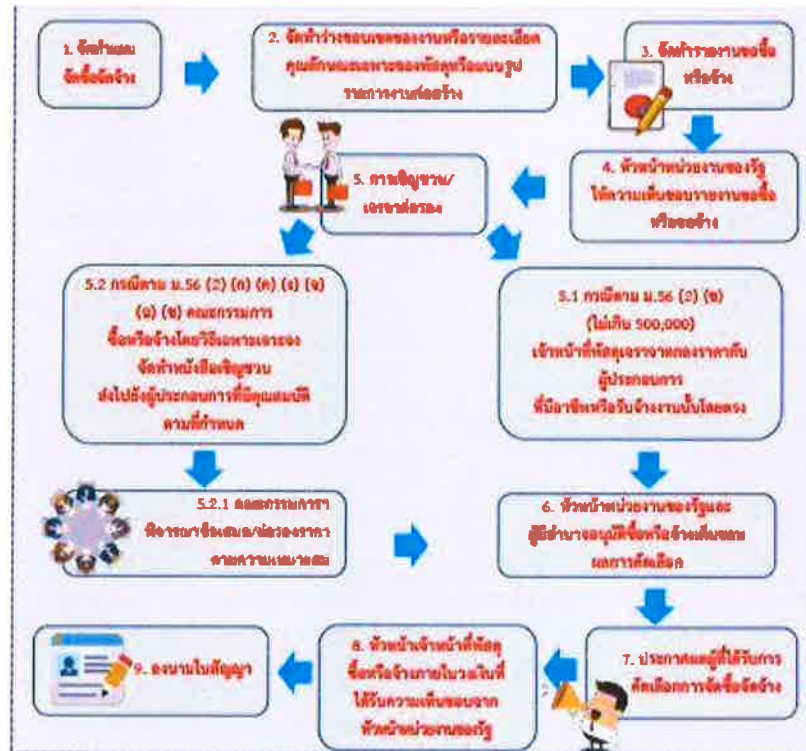 1. จัดทำแผน
จัดซื้อจัดจ้าง
2. จัดทำร่างขอบเขตของงานหรือรายละเอียด
คุณลักษณะเฉพาะของพัสดุหรือแบบรูป
รายการงานก่อสร้าง
3. จัดทำรายงานขอซื้อ
หรือจ้าง
4. หัวหน้าหน่วยงานของรัฐ
ให้ความเห็นชอบรายงานขอซื้อ
หรือขอจ้าง
5. การเชิญชวน/
เจรจาต่อรอง
5.2 กรณีตาม ม.56 (2) (ก) (ค) (ง) (จ)
(ฉ) (ช) คณะกรรมการ
ซื้อหรือจ้างโดยวิธีเฉพาะเจาะจง
จัดทำหนังสือเชิญชวน
ส่งไปยังผู้ประกอบการที่มีคุณสมบัติ
ตามที่กำหนด
5.1 กรณีตาม ม.56 (2) (ข)
(ไม่เกิน 500,000)
เจ้าหน้าที่พัสดุเจราจาตกลงราคากับ
ผู้ประกอบการ
ที่มีอาชีพหรือรับจ้างงานนั้นโดยตรง
5.2.1 คณะกรรมการฯ
พิจารณาข้อเสนอ/ต่อรองราคา
ตามความเหมาะสม
6. หัวหน้าหน่วยงานของรัฐและ
ผู้มีอำนาจอนุมัติซื้อหรือจ้างเห็นชอบ
ผลการคัดเลือก
7. ประกาศผลผู้ที่ได้รับการ
คัดเลือกการจัดซื้อจัดจ้าง
8. หัวหน้าเจ้าหน้าที่พัสดุ
ซื้อหรือจ้างภายในวงเงินที่
ได้รับความเห็นชอบจาก
หัวหน้าหน่วยงานของรัฐ
9. ลงนามในสัญญา